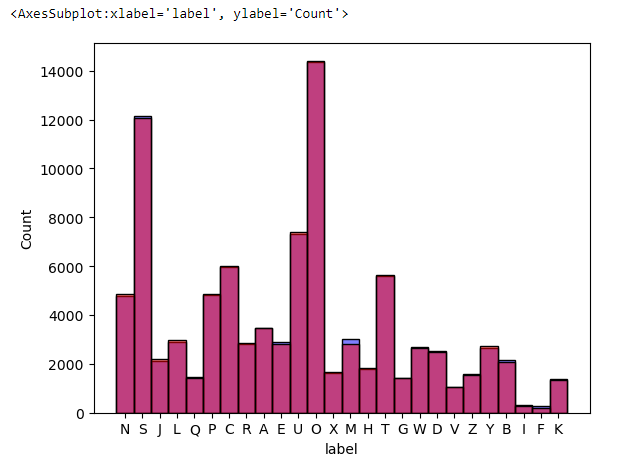 <AxesSubplot:xlabel='label', ylabel='Count'>
14000
12000
10000
8000
6000
4000
2000
0
Count
N S J L Q P C R A E U O X M H T G W D V Z Y B I F K
label